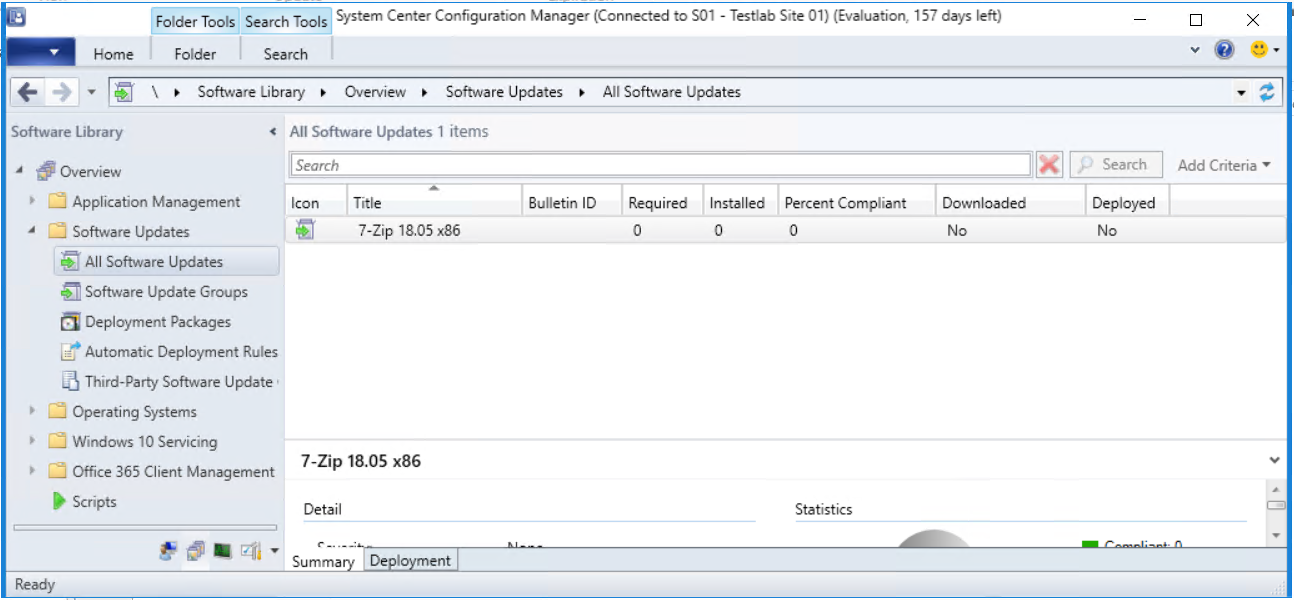 Folder Tools Search Tools System Center Configuration Manager (Connected to S01 - Testlab Site 01) (Evaluation, 157 days left)
Home Folder Search
\ Software Library Overview Software Updates All Software Updates
Software Library
All Software Updates 1 items
Overview
Application Management
Software Updates
All Software Updates
Software Update Groups
Deployment Packages
Automatic Deployment Rules
Third-Party Software Update
Operating Systems
Windows 10 Servicing
Office 365 Client Management
Scripts
Search Search Add Criteria
Icon Title Bulletin ID Required Installed Percent Compliant Downloaded Deployed
7-Zip 18.05 x86 0 0 0 No No
7-Zip 18.05 x86
Detail Statistics
Severity: None Compliant: 0
Summary Deployment
Ready